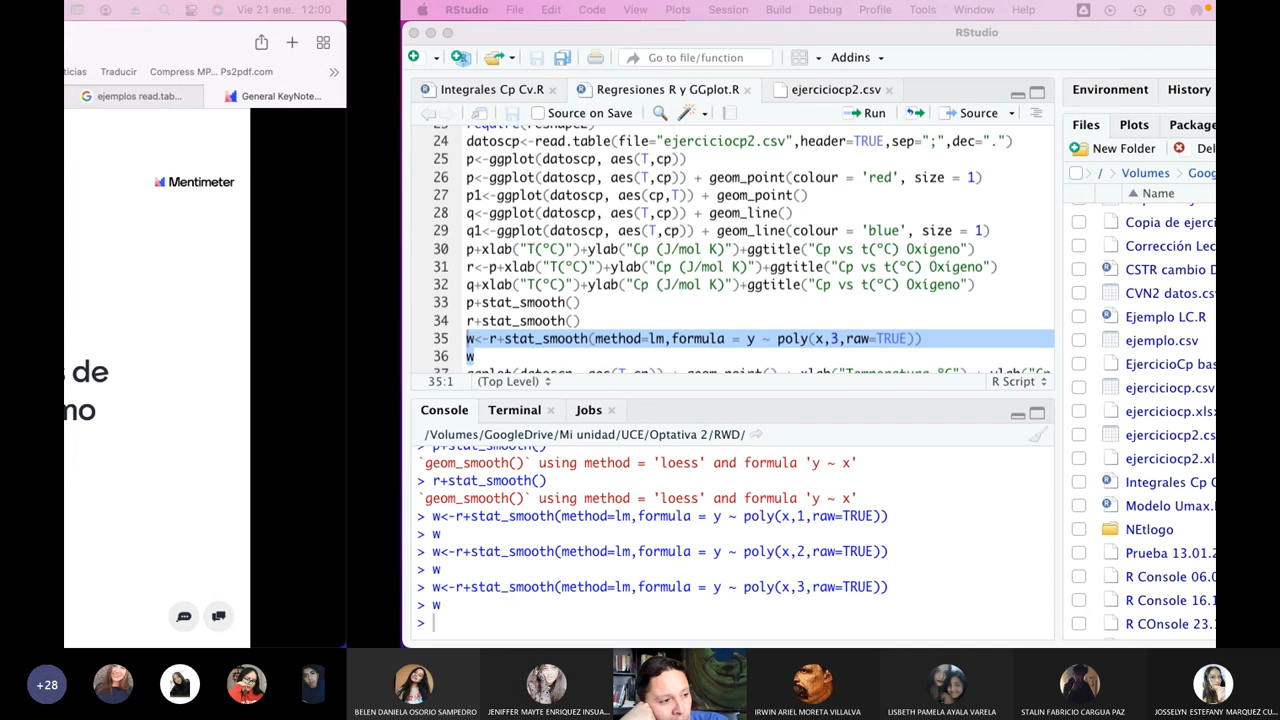 Vie 21 ene. 12:00
RStudio File Edit Code View Plots Session Build Debug Profile Tools Window Help
RStudio
ticias Traducir Compress MP... Ps2pdf.com
Go to file/function Addins
ejemplos read.tab... General KeyNote...
Integrales Cp Cv.R Regresiones R y GGplot.R ejerciciocp2.csv Environment History
Source on Save Run Source Files Plots Package
24 datoscp<-read.table(file="ejerciciocp2.csv",header=TRUE,sep=";",dec=".")
New Folder Del
25 p<-ggplot(datoscp, aes(T,cp))
26 p<-ggplot(datoscp, aes(T,cp)) + geom_point(colour = 'red', size = 1)
/ Volumes Goog
Mentimeter
27 p1<-ggplot(datoscp, aes(cp,T)) + geom_point()
Name
28 q<-ggplot(datoscp, aes(T,cp)) + geom_line()
29 q1<-ggplot(datoscp, aes(T,cp)) + geom_line(colour = 'blue', size = 1)
30 p+xlab("T(ºC)")+ylab("Cp (J/mol K)")+ggtitle("Cp vs t(ºC) Oxigeno")
31 r<-p+xlab("T(ºC)")+ylab("Cp (J/mol K)")+ggtitle("Cp vs t(ºC) Oxigeno")
32 q+xlab("T(ºC)")+ylab("Cp (J/mol K)")+ggtitle("Cp vs t(ºC) Oxigeno")
33 p+stat_smooth()
34 r+stat_smooth()
35 w<-r+stat_smooth(method=lm,formula = y ~ poly(x,3,raw=TRUE))
36 w
35:1 (Top Level) R Script
Copia de ejerci
Corrección Lec
CSTR cambio D
CVN2 datos.cs
Ejemplo LC.R
ejemplo.csv
EjercicioCp bas
ejerciciocp.csv
ejerciciocp.xlsx
ejerciciocp2.cs
ejerciciocp2.xl
Integrales Cp C
Modelo Umax.I
NEtlogo
Prueba 13.01.2
R Console 06.0
R Console 16.1
R COnsole 23.1
s de
mo
Console Terminal Jobs
/Volumes/GoogleDrive/Mi unidad/UCE/Optativa 2/RWD/
> p+stat_smooth()
`geom_smooth()` using method = 'loess' and formula 'y ~ x'
> r+stat_smooth()
`geom_smooth()` using method = 'loess' and formula 'y ~ x'
> w<-r+stat_smooth(method=lm,formula = y ~ poly(x,1,raw=TRUE))
> w
> w<-r+stat_smooth(method=lm,formula = y ~ poly(x,2,raw=TRUE))
> w
> w<-r+stat_smooth(method=lm,formula = y ~ poly(x,3,raw=TRUE))
> w
>
+28
BELEN DANIELA OSORIO SAMPEDRO
JENIFFER MAYTE ENRIQUEZ INSUA...
IRWIN ARIEL MORETA VILLALVA
LISBETH PAMELA AYALA VARELA
STALIN FABRICIO CARGUA PAZ
JOSSELYN ESTEFANY MARQUEZ CU...